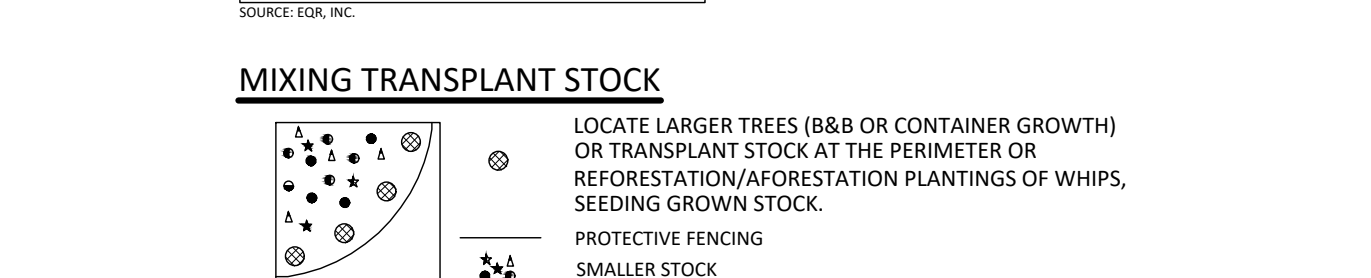 SOURCE: EQR, INC.
MIXING TRANSPLANT STOCK
LOCATE LARGER TREES (B&B OR CONTAINER GROWTH)
OR TRANSPLANT STOCK AT THE PERIMETER OR
REFORESTATION/AFORESTATION PLANTINGS OF WHIPS,
SEEDING GROWN STOCK.
PROTECTIVE FENCING
SMALLER STOCK